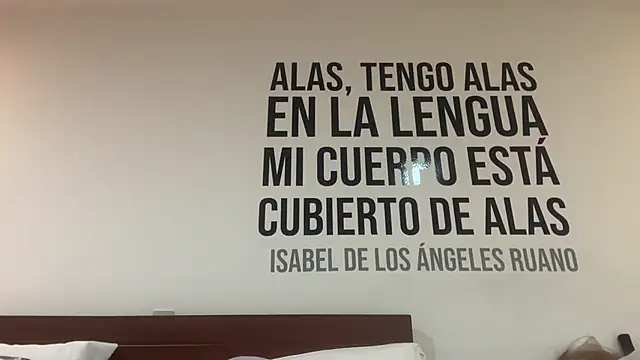 ALAS, TENGO ALAS
EN LA LENGUA
MI CUERPO ESTÁ
CUBIERTO DE ALAS
ISABEL DE LOS ÁNGELES RUANO